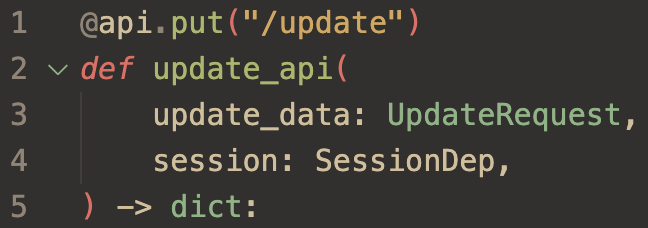 1 @api.put("/update")
2 def update_api(
3     update_data: UpdateRequest,
4     session: SessionDep,
5 ) -> dict: